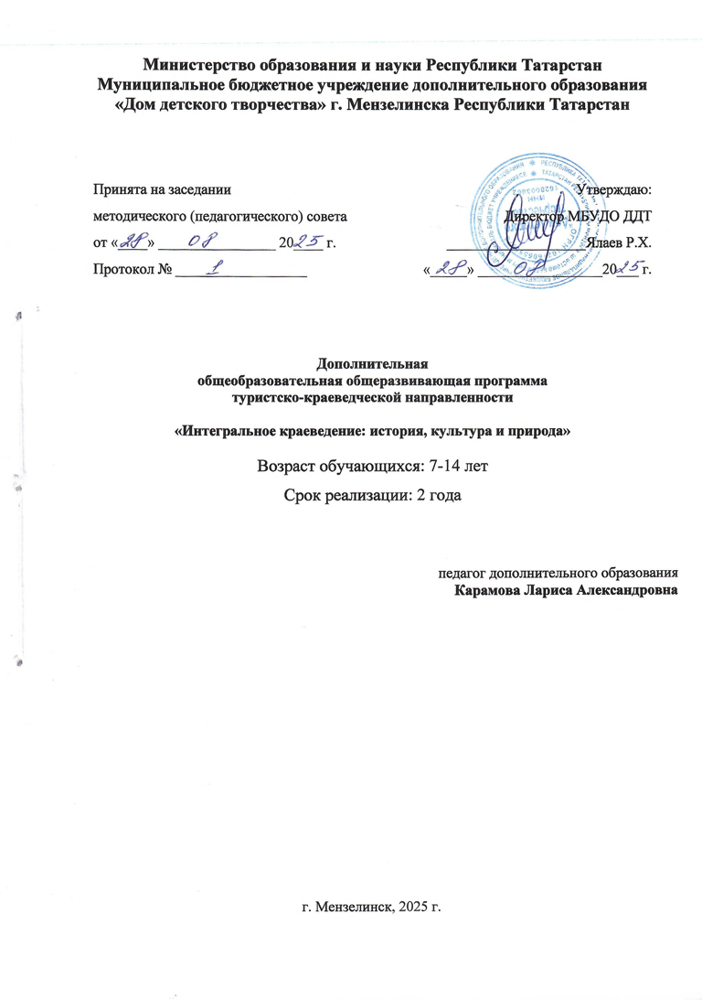 Министерство образования и науки Республики Татарстан
Муниципальное бюджетное учреждение дополнительного образования
«Дом детского творчества» г. Мензелинска Республики Татарстан
Принята на заседании
методического (педагогического) совета
от «28» 08 2025 г.
Протокол № 1
Утверждаю:
Директор МБУДО ДДТ
Ялаев Р.Х.
«28» 08 2025 г.
Дополнительная
общеобразовательная общеразвивающая программа
туристско-краеведческой направленности
«Интегральное краеведение: история, культура и природа»
Возраст обучающихся: 7-14 лет
Срок реализации: 2 года
педагог дополнительного образования
Карамова Лариса Александровна
г. Мензелинск, 2025 г.